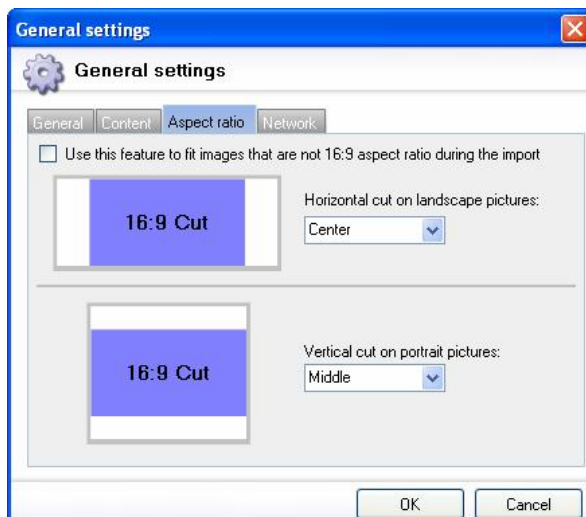 General settings
General settings
General Content Aspect ratio Network
Use this feature to fit images that are not 16:9 aspect ratio during the import
16:9 Cut
Horizontal cut on landscape pictures:
Center
16:9 Cut
Vertical cut on portrait pictures:
Middle
OK Cancel